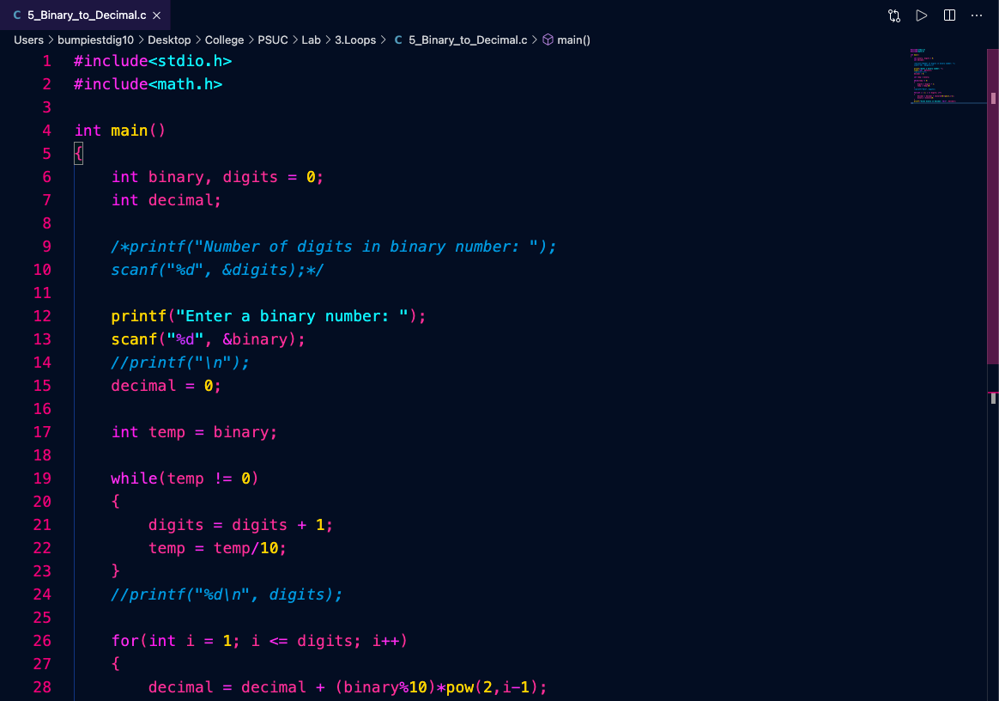 C 5_Binary_to_Decimal.c ×
Users > bumpiestdig10 > Desktop > College > PSUC > Lab > 3.Loops > C 5_Binary_to_Decimal.c > main()
1 #include<stdio.h>
2 #include<math.h>
3
4 int main()
5 {
6 int binary, digits = 0;
7 int decimal;
8
9 /*printf("Number of digits in binary number: ");
10 scanf("%d", &digits);*/
11
12 printf("Enter a binary number: ");
13 scanf("%d", &binary);
14 //printf("\n");
15 decimal = 0;
16
17 int temp = binary;
18
19 while(temp != 0)
20 {
21 digits = digits + 1;
22 temp = temp/10;
23 }
24 //printf("%d\n", digits);
25
26 for(int i = 1; i <= digits; i++)
27 {
28 decimal = decimal + (binary%10)*pow(2,i-1);